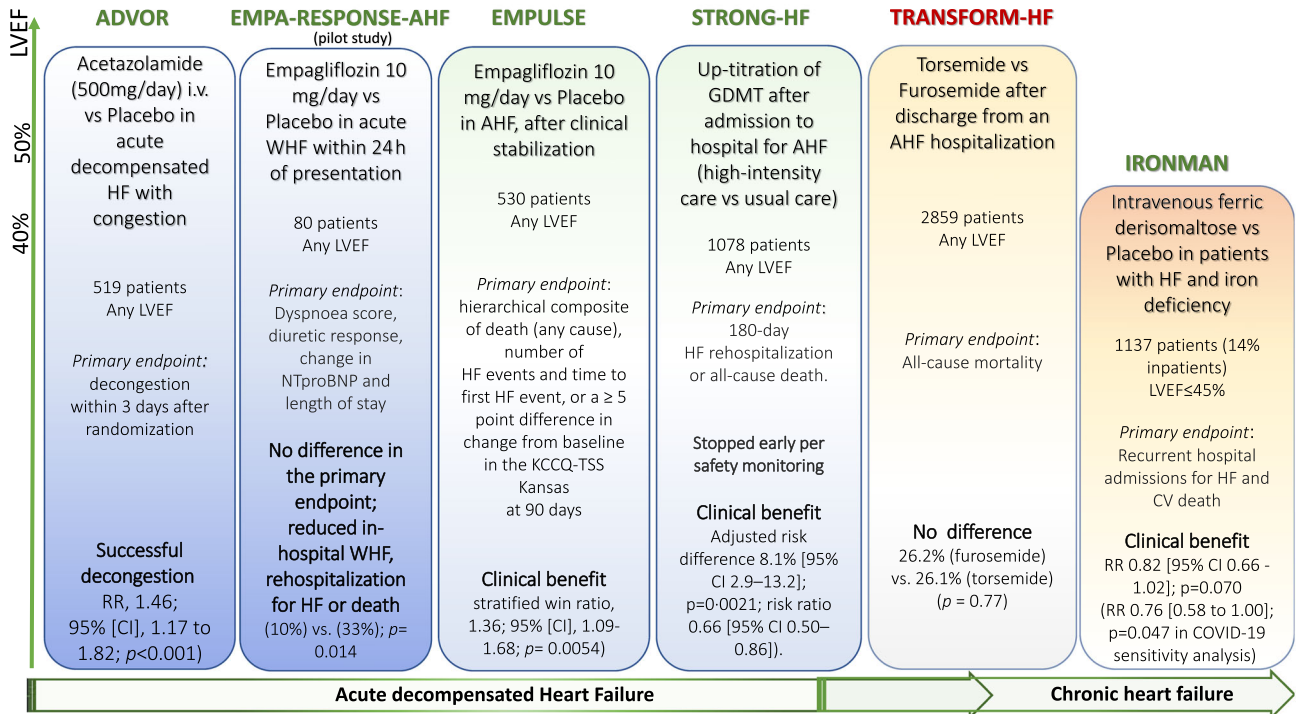 LVEF
50%
40%
ADVOR
Acetazolamide
(500mg/day) i.v.
vs Placebo in
acute
decompensated
HF with
congestion
519 patients
Any LVEF
Primary endpoint:
decongestion
within 3 days after
randomization
Successful
decongestion
RR, 1.46;
95% [CI], 1.17 to
1.82; p<0.001)
EMPA-RESPONSE-AHF
(pilot study)
Empagliflozin 10
mg/day vs
Placebo in acute
WHF within 24h
of presentation
80 patients
Any LVEF
Primary endpoint:
Dyspnoea score,
diuretic response,
change in
NTproBNP and
length of stay
No difference in
the primary
endpoint;
reduced in-
hospital WHF,
rehospitalization
for HF or death
(10%) vs. (33%); p=
0.014
EMPULSE
Empagliflozin 10
mg/day vs Placebo
in AHF, after clinical
stabilization
530 patients
Any LVEF
Primary endpoint:
hierarchical composite
of death (any cause),
number of
HF events and time to
first HF event, or a ≥ 5
point difference in
change from baseline
in the KCCQ-TSS
Kansas
at 90 days
Clinical benefit
stratified win ratio,
1.36; 95% [CI], 1.09-
1.68; p= 0.0054)
STRONG-HF
Up-titration of
GDMT after
admission to
hospital for AHF
(high-intensity
care vs usual care)
1078 patients
Any LVEF
Primary endpoint:
180-day
HF rehospitalization
or all-cause death.
Stopped early per
safety monitoring
Clinical benefit
Adjusted risk
difference 8.1% [95%
CI 2.9–13.2];
p=0·0021; risk ratio
0.66 [95% CI 0.50–
0.86]).
TRANSFORM-HF
Torsemide vs
Furosemide after
discharge from an
AHF hospitalization
2859 patients
Any LVEF
Primary endpoint:
All-cause mortality
No difference
26.2% (furosemide)
vs. 26.1% (torsemide)
(p = 0.77)
IRONMAN
Intravenous ferric
derisomaltose vs
Placebo in patients
with HF and iron
deficiency
1137 patients (14%
inpatients)
LVEF≤45%
Primary endpoint:
Recurrent hospital
admissions for HF and
CV death
Clinical benefit
RR 0.82 [95% CI 0.66 -
1.02]; p=0.070
(RR 0.76 [0.58 to 1.00];
p=0.047 in COVID-19
sensitivity analysis)
Acute decompensated Heart Failure
Chronic heart failure